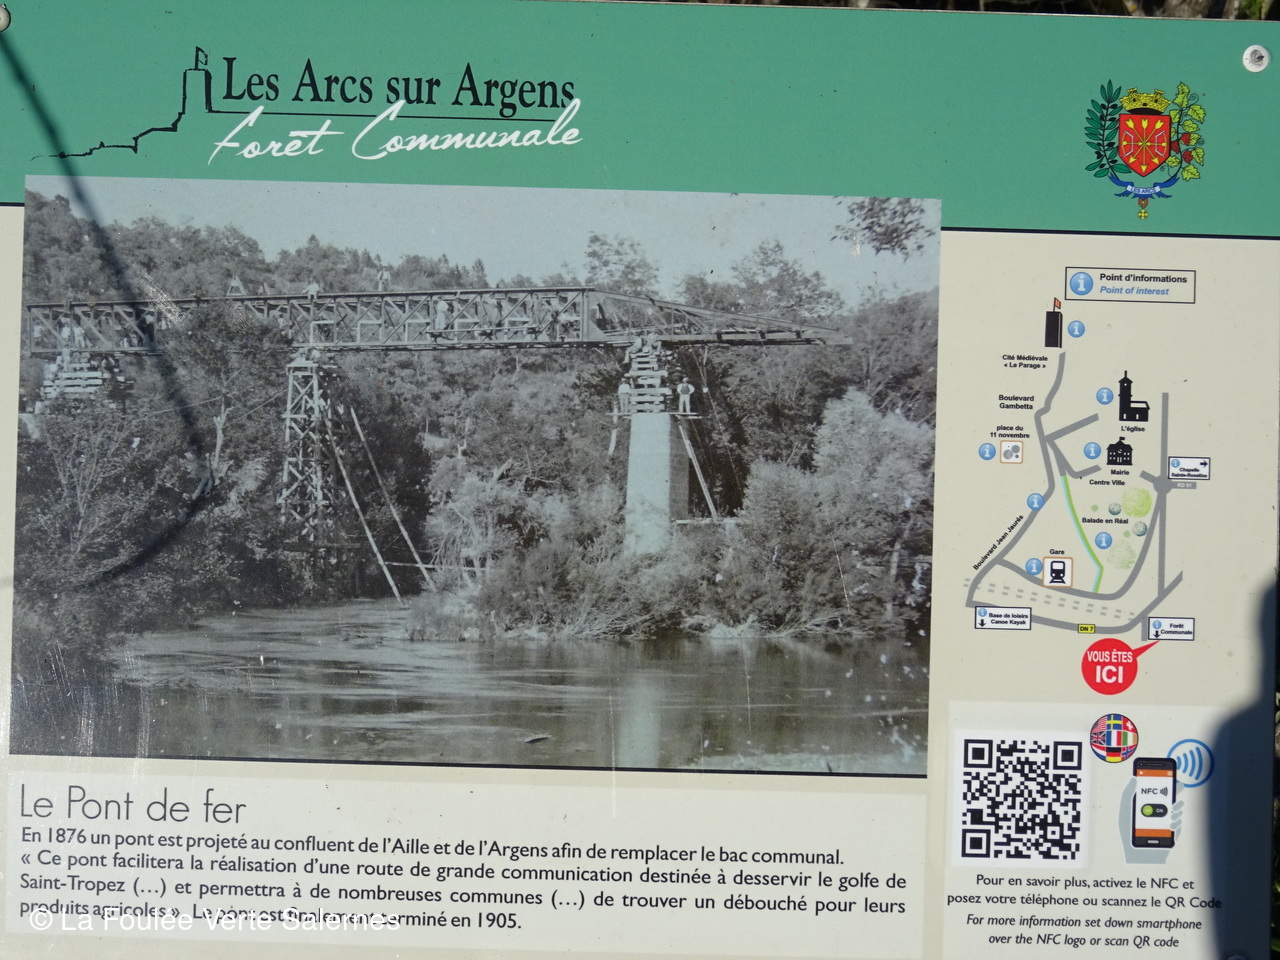 Les Arcs sur Argens
Forêt Communale
LES ARCS
Point d'informations
Point of interest
Cité Médiévale
« Le Parage »
Boulevard
Gambetta
L'église
place du
11 novembre
Mairie
Centre Ville
Chapelle
Sainte-Roseline
RD 91
Balade en Réal
Boulevard Jean Jaurès
Gare
Base de loisirs
Canoe Kayak
DN 7
Forêt
Communale
VOUS ÊTES
ICI
Le Pont de fer
En 1876 un pont est projeté au confluent de l'Aille et de l'Argens afin de remplacer le bac communal.
« Ce pont facilitera la réalisation d'une route de grande communication destinée à desservir le golfe de
Saint-Tropez (…) et permettra à de nombreuses communes (…) de trouver un débouché pour leurs
produits agricoles ». Le pont est finalement terminé en 1905.
© La Foulée Verte Salernes
NFC
ON
Pour en savoir plus, activez le NFC et
posez votre téléphone ou scannez le QR Code
For more information set down smartphone
over the NFC logo or scan QR code